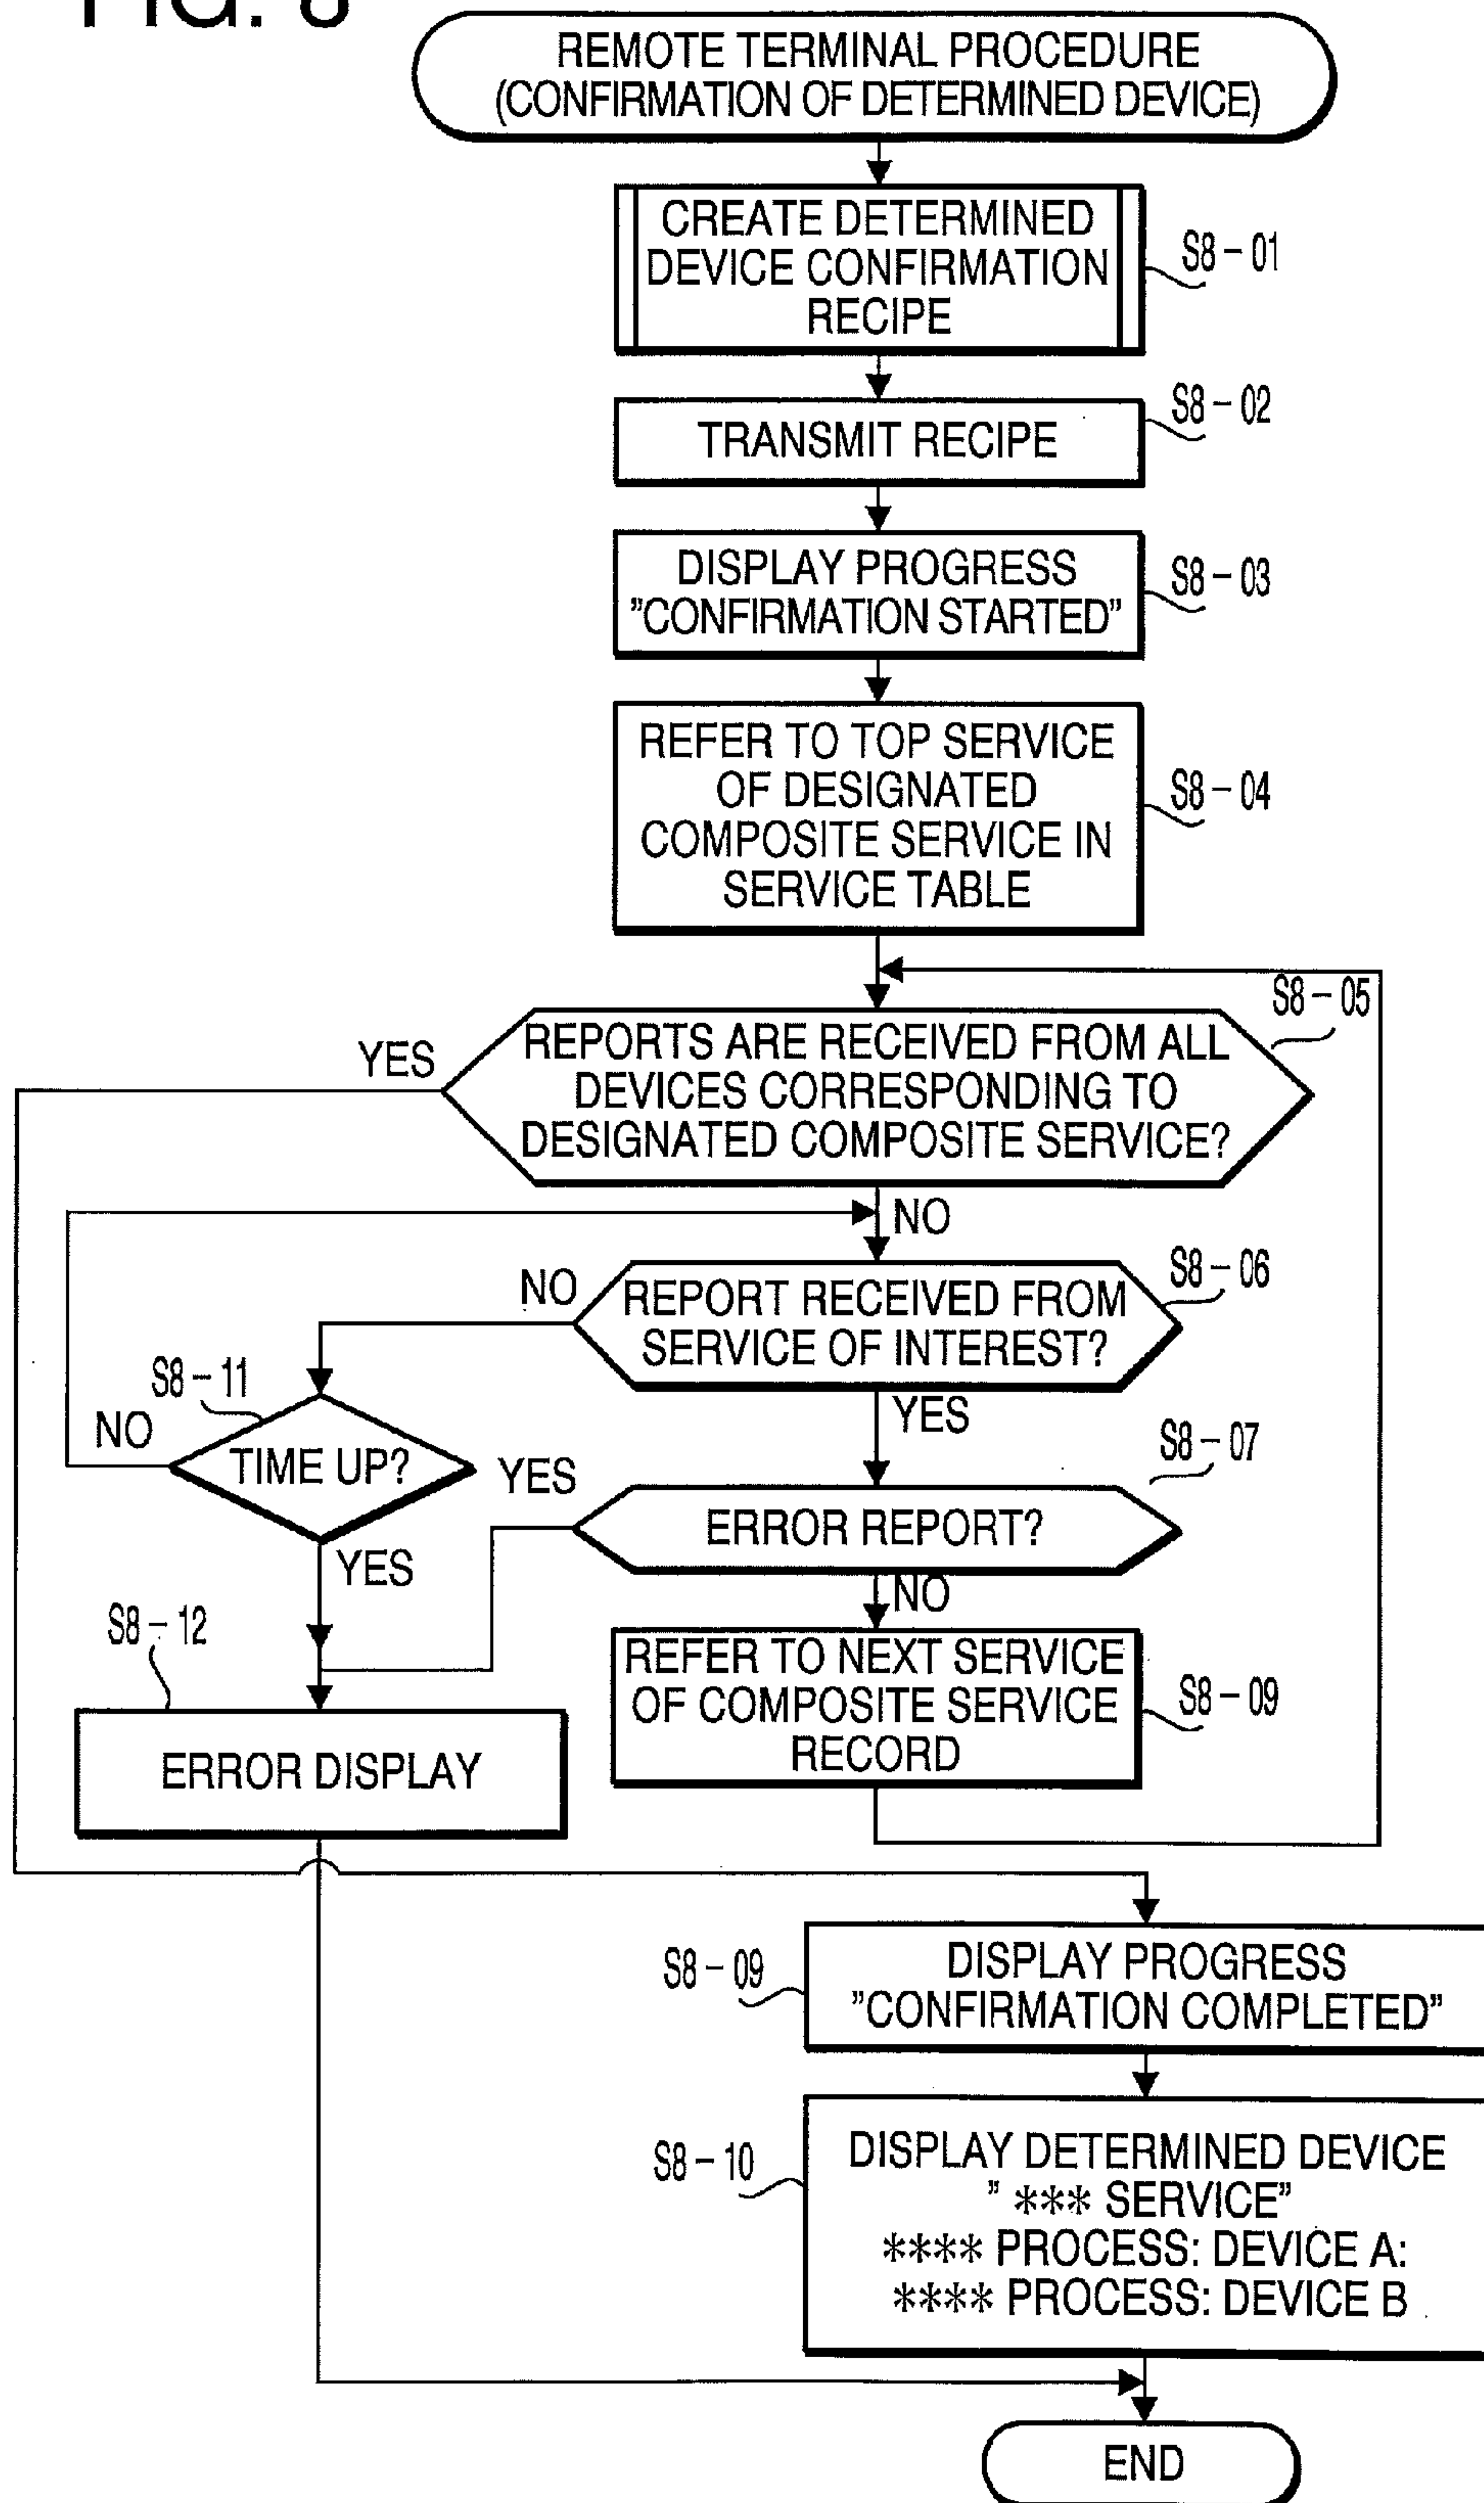 FIG. 8
REMOTE TERMINAL PROCEDURE
(CONFIRMATION OF DETERMINED DEVICE)
CREATE DETERMINED
DEVICE CONFIRMATION
RECIPE
S8-01
TRANSMIT RECIPE
S8-02
DISPLAY PROGRESS
"CONFIRMATION STARTED"
S8-03
REFER TO TOP SERVICE
OF DESIGNATED
COMPOSITE SERVICE IN
SERVICE TABLE
S8-04
S8-05
YES
REPORTS ARE RECEIVED FROM ALL
DEVICES CORRESPONDING TO
DESIGNATED COMPOSITE SERVICE?
NO
S8-06
NO
REPORT RECEIVED FROM
SERVICE OF INTEREST?
YES
S8-11
NO
TIME UP?
YES
S8-07
YES
ERROR REPORT?
NO
S8-12
ERROR DISPLAY
REFER TO NEXT SERVICE
OF COMPOSITE SERVICE
RECORD
S8-09
S8-09
DISPLAY PROGRESS
"CONFIRMATION COMPLETED"
S8-10
DISPLAY DETERMINED DEVICE
" *** SERVICE"
**** PROCESS: DEVICE A:
**** PROCESS: DEVICE B
END